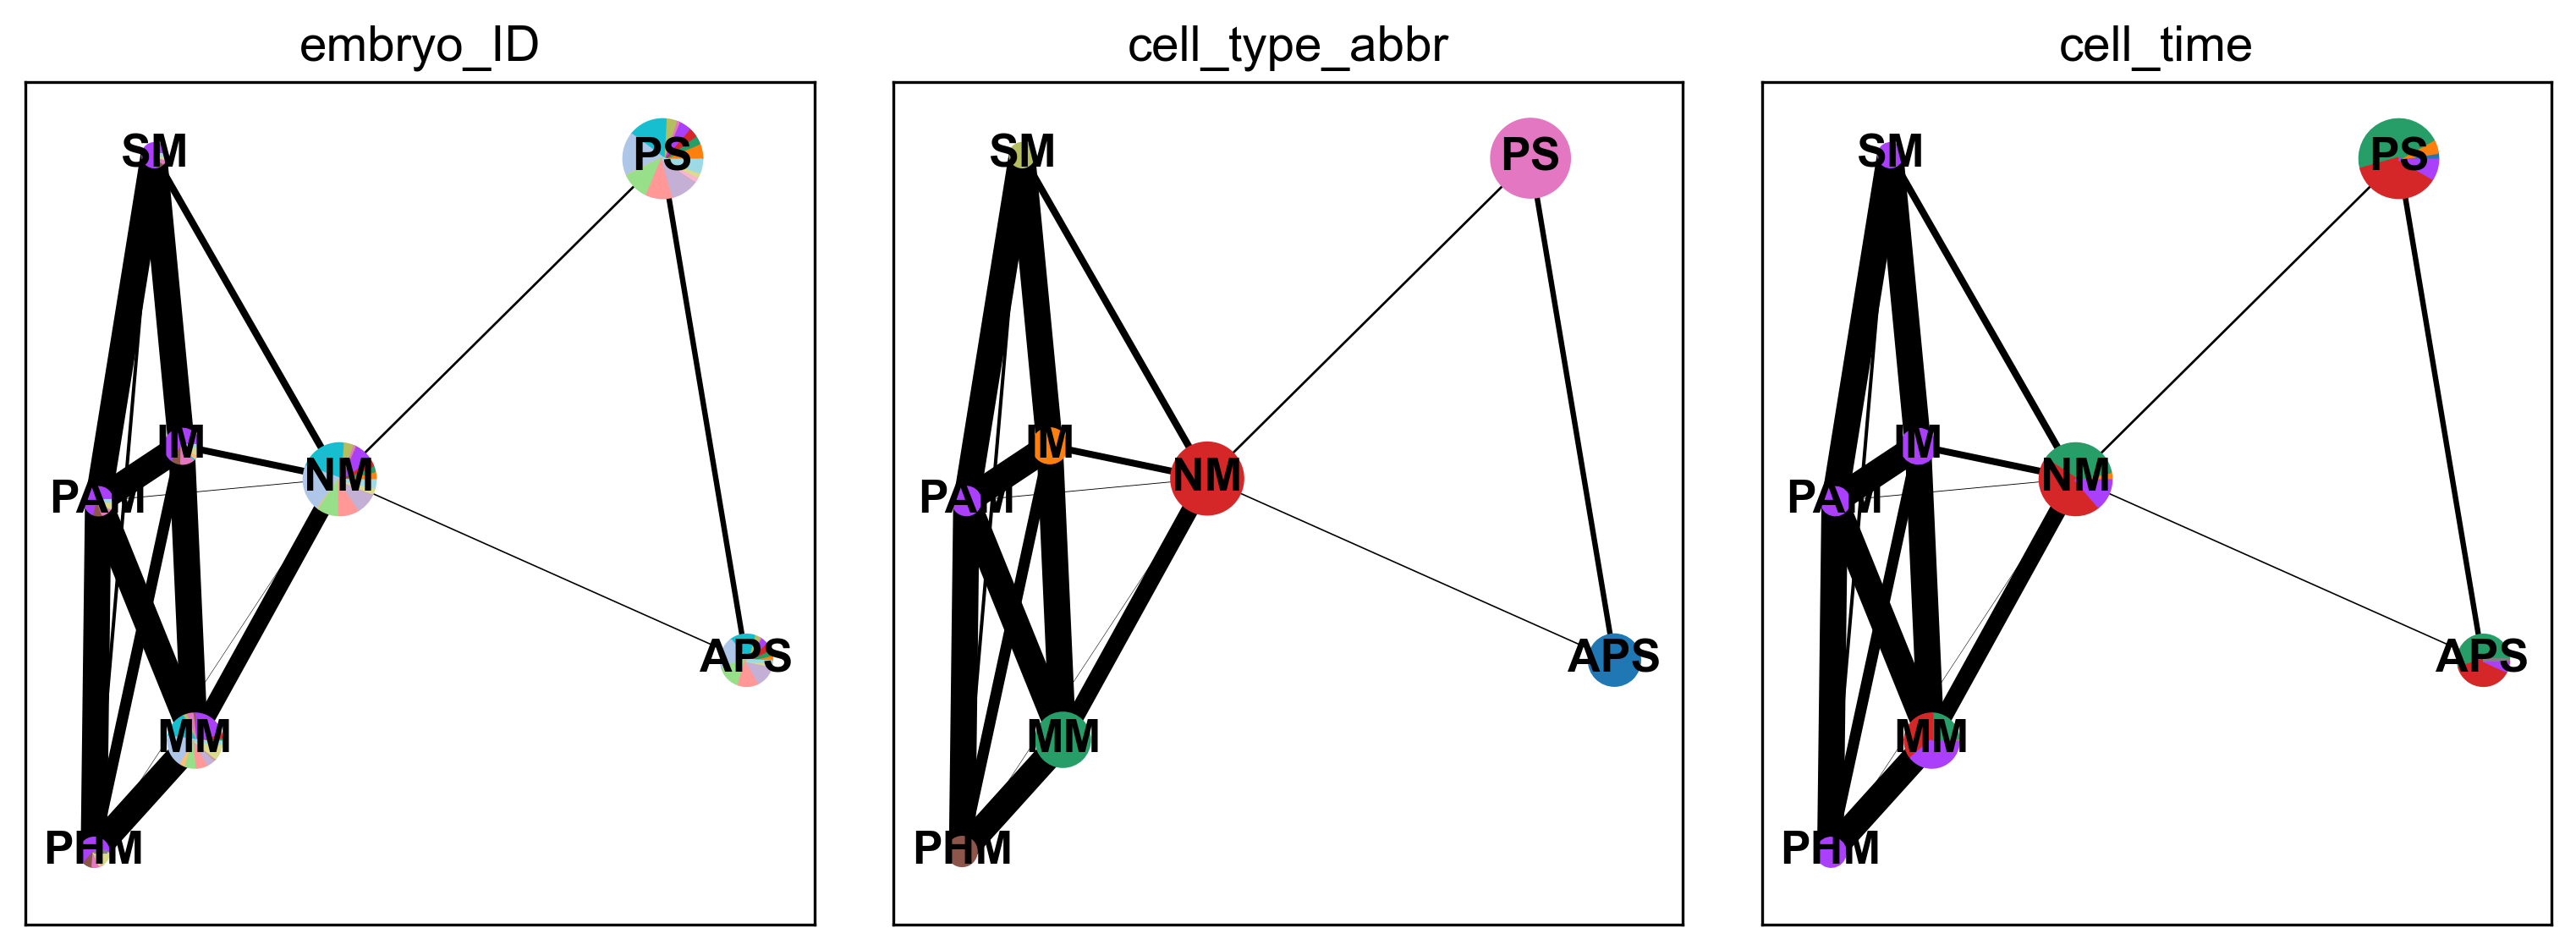 embryo_ID
SM
PS
IM
NM
PAM
APS
MM
PHM
cell_type_abbr
SM
PS
IM
NM
PAM
APS
MM
PHM
cell_time
SM
PS
IM
NM
PAM
APS
MM
PHM